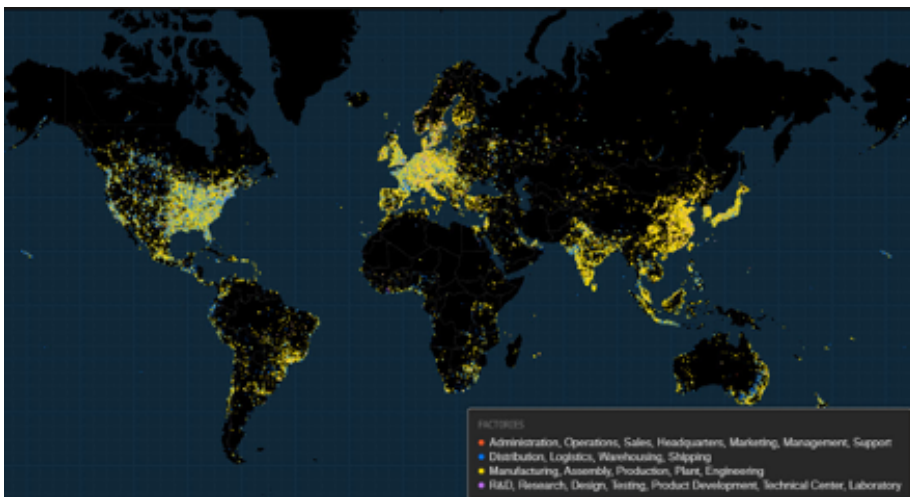 FACTORIES
Administration, Operations, Sales, Headquarters, Marketing, Management, Support
Distribution, Logistics, Warehousing, Shipping
Manufacturing, Assembly, Production, Plant, Engineering
R&D, Research, Design, Testing, Product Development, Technical Center, Laboratory